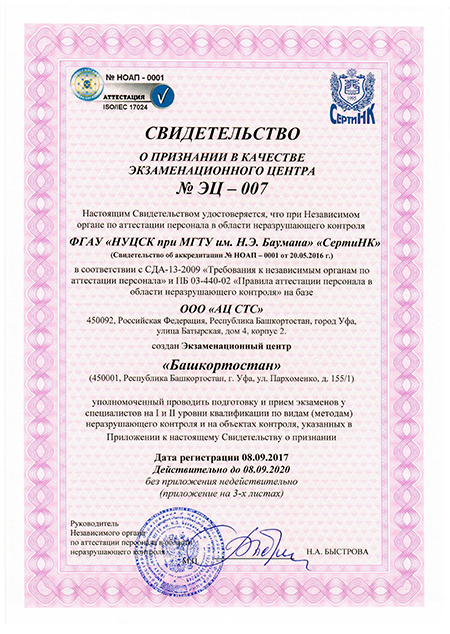 № НОАП - 0001
АТТЕСТАЦИЯ
ISO/IEC 17024
СертиНК
СВИДЕТЕЛЬСТВО
О ПРИЗНАНИИ В КАЧЕСТВЕ
ЭКЗАМЕНАЦИОННОГО ЦЕНТРА
№ ЭЦ – 007
Настоящим Свидетельством удостоверяется, что при Независимом
органе по аттестации персонала в области неразрушающего контроля
ФГАУ «НУЦСК при МГТУ им. Н.Э. Баумана» «СертиНК»
(Свидетельство об аккредитации № НОАП – 0001 от 20.05.2016 г.)
в соответствии с СДА-13-2009 «Требования к независимым органам по
аттестации персонала» и ПБ 03-440-02 «Правила аттестации персонала в
области неразрушающего контроля» на базе
ООО «АЦ СТС»
450092, Российская Федерация, Республика Башкортостан, город Уфа,
улица Батырская, дом 4, корпус 2.
создан Экзаменационный центр
«Башкортостан»
(450001, Республика Башкортостан, г. Уфа, ул. Пархоменко, д. 155/1)
уполномоченный проводить подготовку и прием экзаменов у
специалистов на I и II уровни квалификации по видам (методам)
неразрушающего контроля и на объектах контроля, указанных в
Приложении к настоящему Свидетельству о признании
Дата регистрации 08.09.2017
Действительно до 08.09.2020
без приложения недействительно
(приложение на 3-х листах)
Руководитель
Независимого органа
по аттестации персонала в области
неразрушающего контроля
Н.А. БЫСТРОВА
М.П.